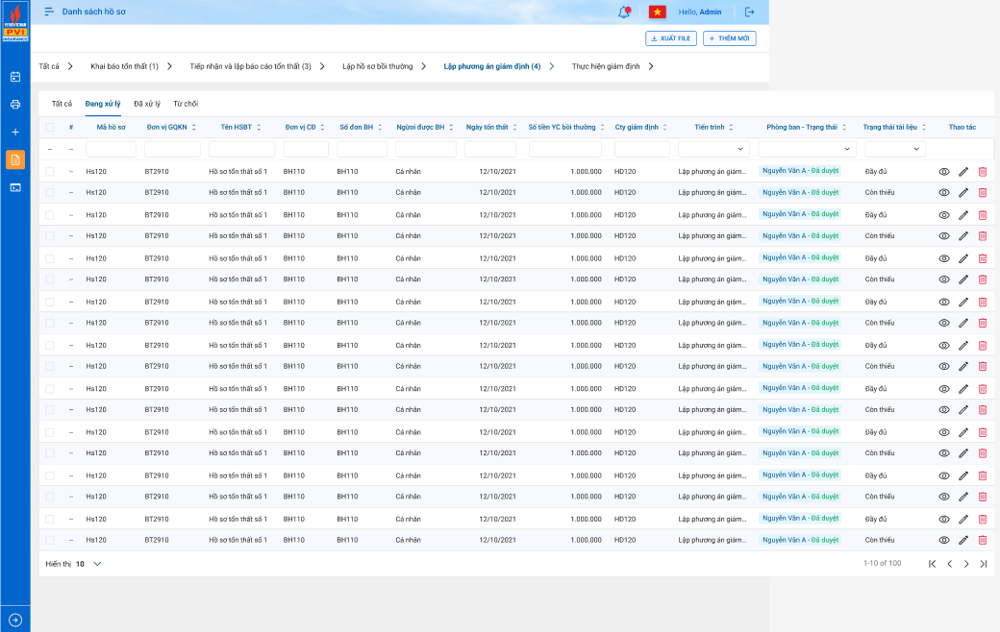 PETROVIETNAM
PVI
INSURANCE
Danh sách hồ sơ
Hello, Admin
XUẤT FILE
THÊM MỚI
Tất cả
Khai báo tổn thất (1)
Tiếp nhận và lập báo cáo tổn thất (3)
Lập hồ sơ bồi thường
Lập phương án giám định (4)
Thực hiện giám định
Tất cả Đang xử lý Đã xử lý Từ chối
# Mã hồ sơ Đơn vị GQKN Tên HSBT Đơn vị CĐ Số đơn BH Người được BH Ngày tổn thất Số tiền YC bồi thường Cty giám định Tiến trình Phòng ban - Trạng thái Trạng thái tài liệu Thao tác
-- --
-- Hs120 BT2910 Hồ sơ tổn thất số 1 BH110 BH110 Cá nhân 12/10/2021 1.000.000 HD120 Lập phương án giám... Nguyễn Văn A - Đã duyệt Đầy đủ
-- Hs120 BT2910 Hồ sơ tổn thất số 1 BH110 BH110 Cá nhân 12/10/2021 1.000.000 HD120 Lập phương án giám... Nguyễn Văn A - Đã duyệt Còn thiếu
-- Hs120 BT2910 Hồ sơ tổn thất số 1 BH110 BH110 Cá nhân 12/10/2021 1.000.000 HD120 Lập phương án giám... Nguyễn Văn A - Đã duyệt Đầy đủ
-- Hs120 BT2910 Hồ sơ tổn thất số 1 BH110 BH110 Cá nhân 12/10/2021 1.000.000 HD120 Lập phương án giám... Nguyễn Văn A - Đã duyệt Còn thiếu
-- Hs120 BT2910 Hồ sơ tổn thất số 1 BH110 BH110 Cá nhân 12/10/2021 1.000.000 HD120 Lập phương án giám... Nguyễn Văn A - Đã duyệt Đầy đủ
-- Hs120 BT2910 Hồ sơ tổn thất số 1 BH110 BH110 Cá nhân 12/10/2021 1.000.000 HD120 Lập phương án giám... Nguyễn Văn A - Đã duyệt Còn thiếu
-- Hs120 BT2910 Hồ sơ tổn thất số 1 BH110 BH110 Cá nhân 12/10/2021 1.000.000 HD120 Lập phương án giám... Nguyễn Văn A - Đã duyệt Đầy đủ
-- Hs120 BT2910 Hồ sơ tổn thất số 1 BH110 BH110 Cá nhân 12/10/2021 1.000.000 HD120 Lập phương án giám... Nguyễn Văn A - Đã duyệt Còn thiếu
-- Hs120 BT2910 Hồ sơ tổn thất số 1 BH110 BH110 Cá nhân 12/10/2021 1.000.000 HD120 Lập phương án giám... Nguyễn Văn A - Đã duyệt Đầy đủ
-- Hs120 BT2910 Hồ sơ tổn thất số 1 BH110 BH110 Cá nhân 12/10/2021 1.000.000 HD120 Lập phương án giám... Nguyễn Văn A - Đã duyệt Còn thiếu
-- Hs120 BT2910 Hồ sơ tổn thất số 1 BH110 BH110 Cá nhân 12/10/2021 1.000.000 HD120 Lập phương án giám... Nguyễn Văn A - Đã duyệt Đầy đủ
-- Hs120 BT2910 Hồ sơ tổn thất số 1 BH110 BH110 Cá nhân 12/10/2021 1.000.000 HD120 Lập phương án giám... Nguyễn Văn A - Đã duyệt Còn thiếu
-- Hs120 BT2910 Hồ sơ tổn thất số 1 BH110 BH110 Cá nhân 12/10/2021 1.000.000 HD120 Lập phương án giám... Nguyễn Văn A - Đã duyệt Đầy đủ
-- Hs120 BT2910 Hồ sơ tổn thất số 1 BH110 BH110 Cá nhân 12/10/2021 1.000.000 HD120 Lập phương án giám... Nguyễn Văn A - Đã duyệt Còn thiếu
-- Hs120 BT2910 Hồ sơ tổn thất số 1 BH110 BH110 Cá nhân 12/10/2021 1.000.000 HD120 Lập phương án giám... Nguyễn Văn A - Đã duyệt Đầy đủ
-- Hs120 BT2910 Hồ sơ tổn thất số 1 BH110 BH110 Cá nhân 12/10/2021 1.000.000 HD120 Lập phương án giám... Nguyễn Văn A - Đã duyệt Còn thiếu
-- Hs120 BT2910 Hồ sơ tổn thất số 1 BH110 BH110 Cá nhân 12/10/2021 1.000.000 HD120 Lập phương án giám... Nguyễn Văn A - Đã duyệt Đầy đủ
-- Hs120 BT2910 Hồ sơ tổn thất số 1 BH110 BH110 Cá nhân 12/10/2021 1.000.000 HD120 Lập phương án giám... Nguyễn Văn A - Đã duyệt Còn thiếu
Hiển thị 10
1-10 of 100